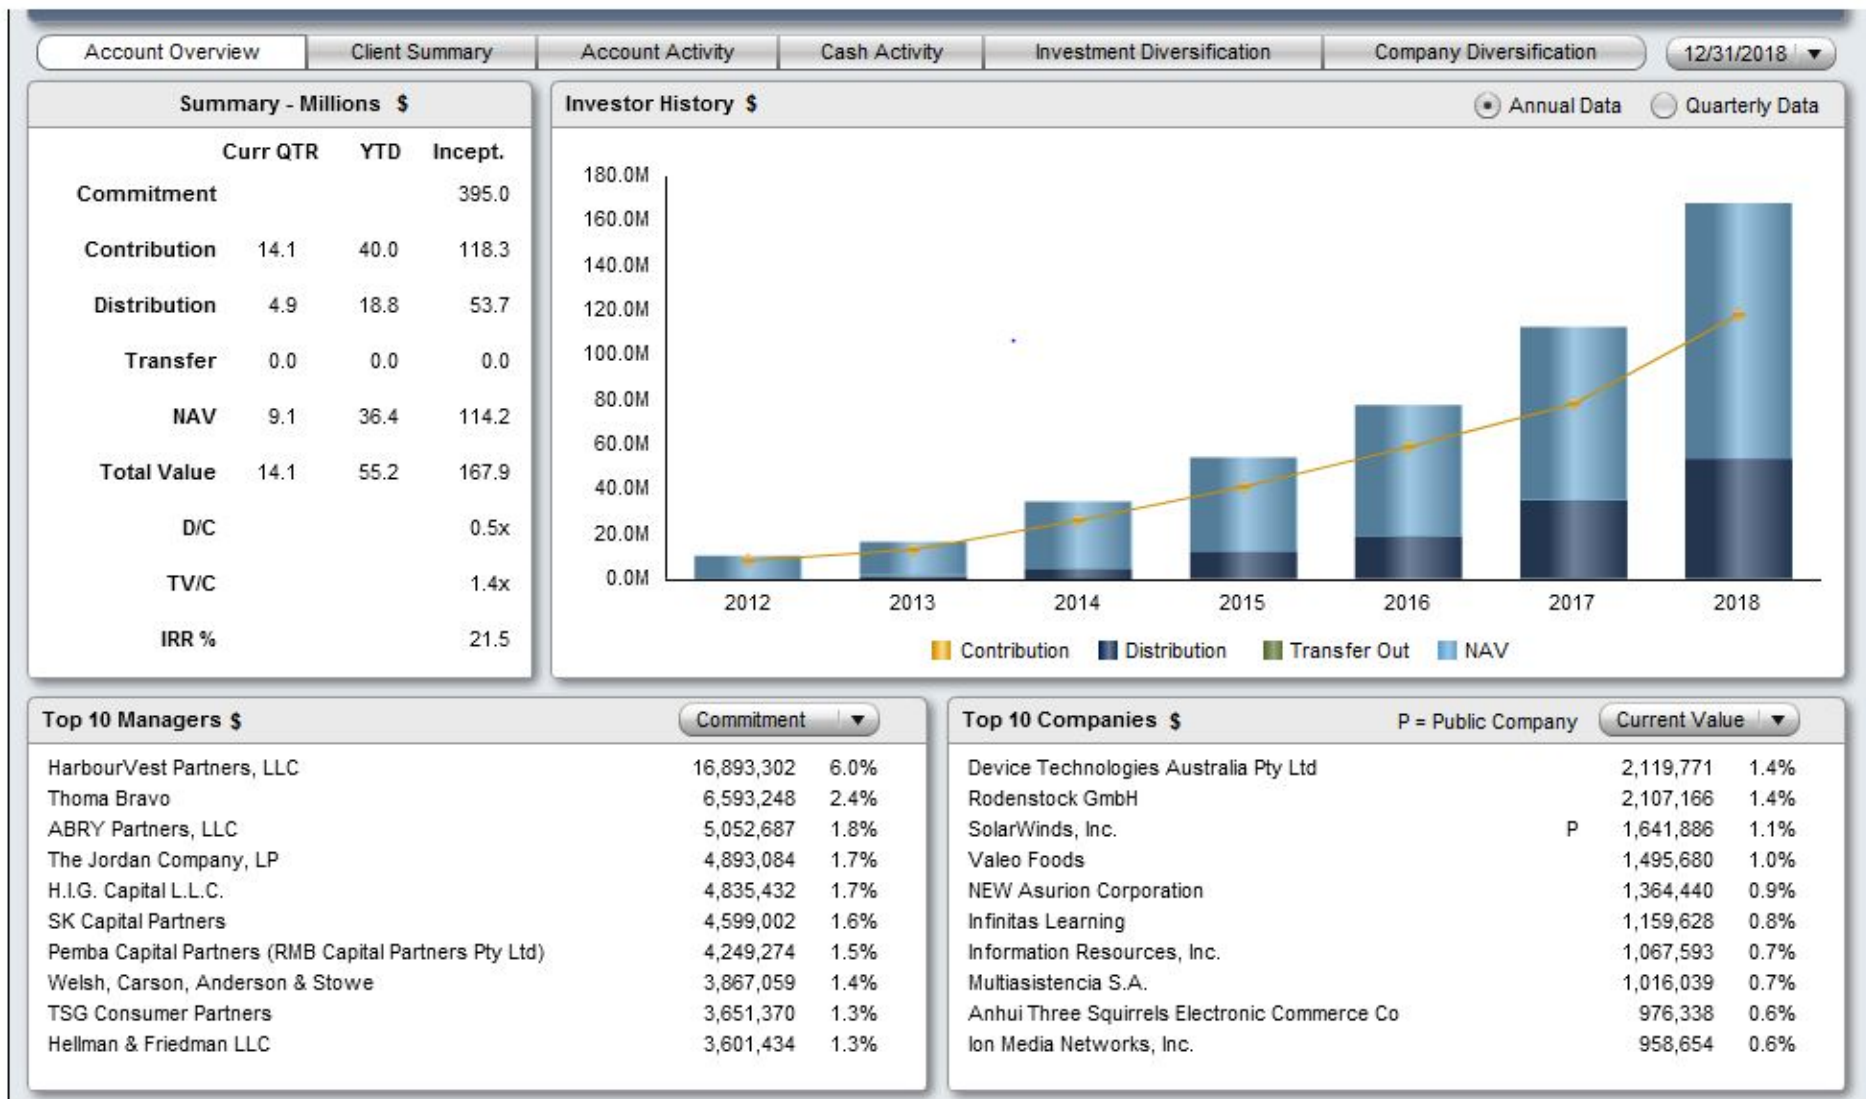 Account Overview Client Summary Account Activity Cash Activity Investment Diversification Company Diversification 12/31/2018
Summary - Millions $
Curr QTR YTD Incept.
Commitment 395.0
Contribution 14.1 40.0 118.3
Distribution 4.9 18.8 53.7
Transfer 0.0 0.0 0.0
NAV 9.1 36.4 114.2
Total Value 14.1 55.2 167.9
D/C 0.5x
TV/C 1.4x
IRR % 21.5
Investor History $ Annual Data Quarterly Data
180.0M
160.0M
140.0M
120.0M
100.0M
80.0M
60.0M
40.0M
20.0M
0.0M
2012 2013 2014 2015 2016 2017 2018
Contribution Distribution Transfer Out NAV
Top 10 Managers $ Commitment
HarbourVest Partners, LLC 16,893,302 6.0%
Thoma Bravo 6,593,248 2.4%
ABRY Partners, LLC 5,052,687 1.8%
The Jordan Company, LP 4,893,084 1.7%
H.I.G. Capital L.L.C. 4,835,432 1.7%
SK Capital Partners 4,599,002 1.6%
Pemba Capital Partners (RMB Capital Partners Pty Ltd) 4,249,274 1.5%
Welsh, Carson, Anderson & Stowe 3,867,059 1.4%
TSG Consumer Partners 3,651,370 1.3%
Hellman & Friedman LLC 3,601,434 1.3%
Top 10 Companies $ P = Public Company Current Value
Device Technologies Australia Pty Ltd 2,119,771 1.4%
Rodenstock GmbH 2,107,166 1.4%
SolarWinds, Inc. P 1,641,886 1.1%
Valeo Foods 1,495,680 1.0%
NEW Asurion Corporation 1,364,440 0.9%
Infinitas Learning 1,159,628 0.8%
Information Resources, Inc. 1,067,593 0.7%
Multiasistencia S.A. 1,016,039 0.7%
Anhui Three Squirrels Electronic Commerce Co 976,338 0.6%
Ion Media Networks, Inc. 958,654 0.6%